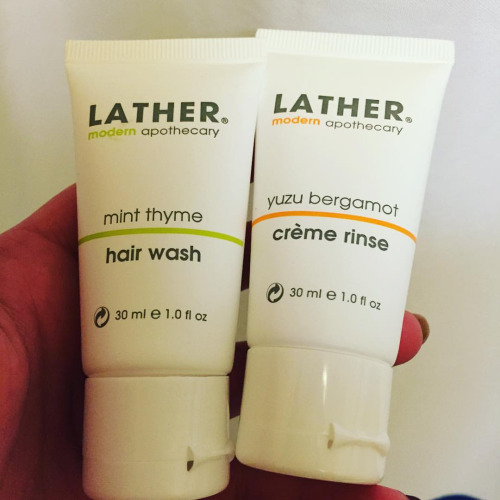 LATHER®
modern apothecary
mint thyme
hair wash
30 ml ℮ 1.0 fl oz
LATHER®
modern apothecary
yuzu bergamot
crème rinse
30 ml ℮ 1.0 fl oz